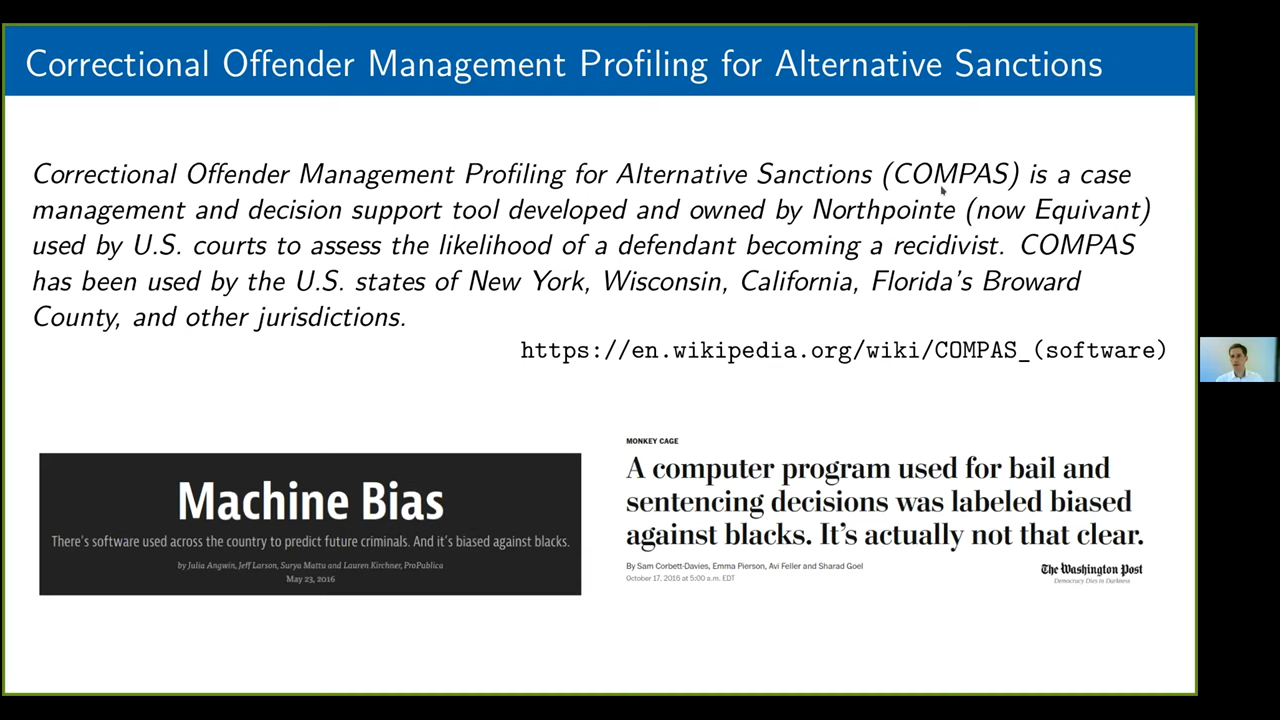 Correctional Offender Management Profiling for Alternative Sanctions
Correctional Offender Management Profiling for Alternative Sanctions (COMPAS) is a case
management and decision support tool developed and owned by Northpointe (now Equivant)
used by U.S. courts to assess the likelihood of a defendant becoming a recidivist. COMPAS
has been used by the U.S. states of New York, Wisconsin, California, Florida's Broward
County, and other jurisdictions.
https://en.wikipedia.org/wiki/COMPAS_(software)
Machine Bias
There's software used across the country to predict future criminals. And it's biased against blacks.
by Julia Angwin, Jeff Larson, Surya Mattu and Lauren Kirchner, ProPublica
May 23, 2016
MONKEY CAGE
A computer program used for bail and
sentencing decisions was labeled biased
against blacks. It's actually not that clear.
By Sam Corbett-Davies, Emma Pierson, Avi Feller and Sharad Goel
October 17, 2016 at 5:00 a.m. EDT
The Washington Post
Democracy Dies in Darkness